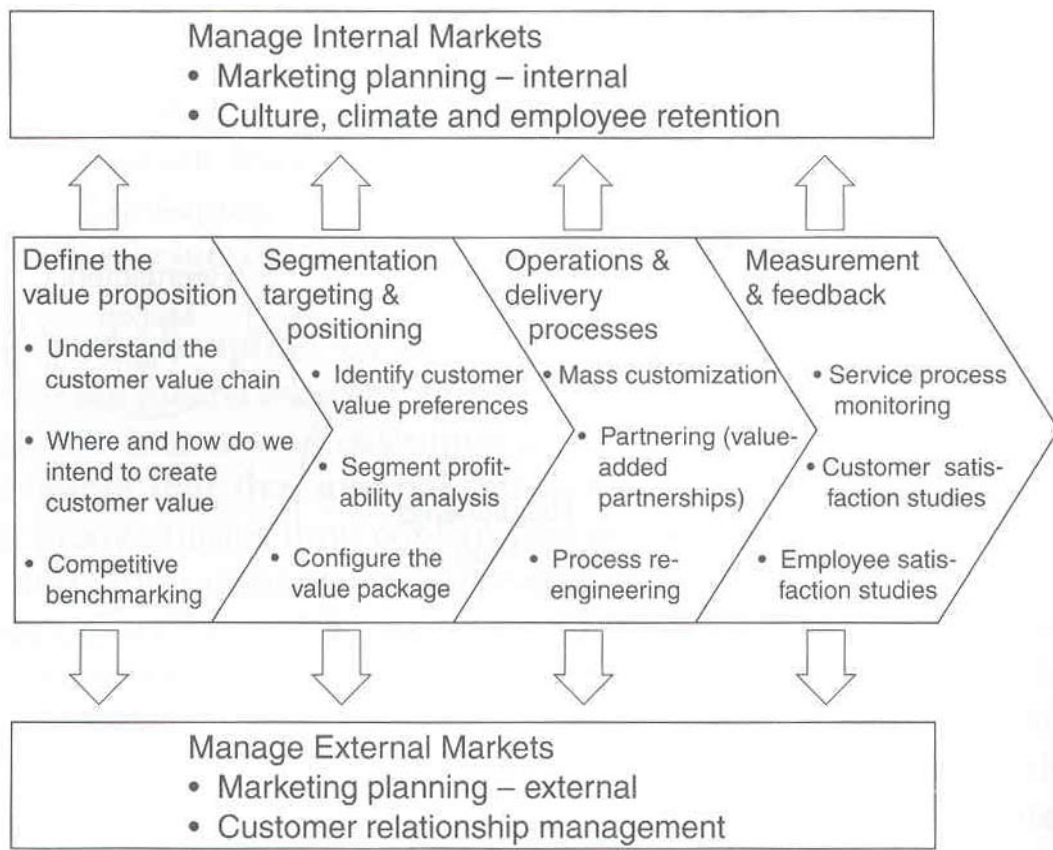 Manage Internal Markets
• Marketing planning – internal
• Culture, climate and employee retention
Define the
value proposition
• Understand the
customer value chain
• Where and how do we
intend to create
customer value
• Competitive
benchmarking
Segmentation
targeting &
positioning
• Identify customer
value preferences
• Segment profit-
ability analysis
• Configure the
value package
Operations &
delivery
processes
• Mass customization
• Partnering (value-
added
partnerships)
• Process re-
engineering
Measurement
& feedback
• Service process
monitoring
• Customer satis-
faction studies
• Employee satis-
faction studies
Manage External Markets
• Marketing planning – external
• Customer relationship management